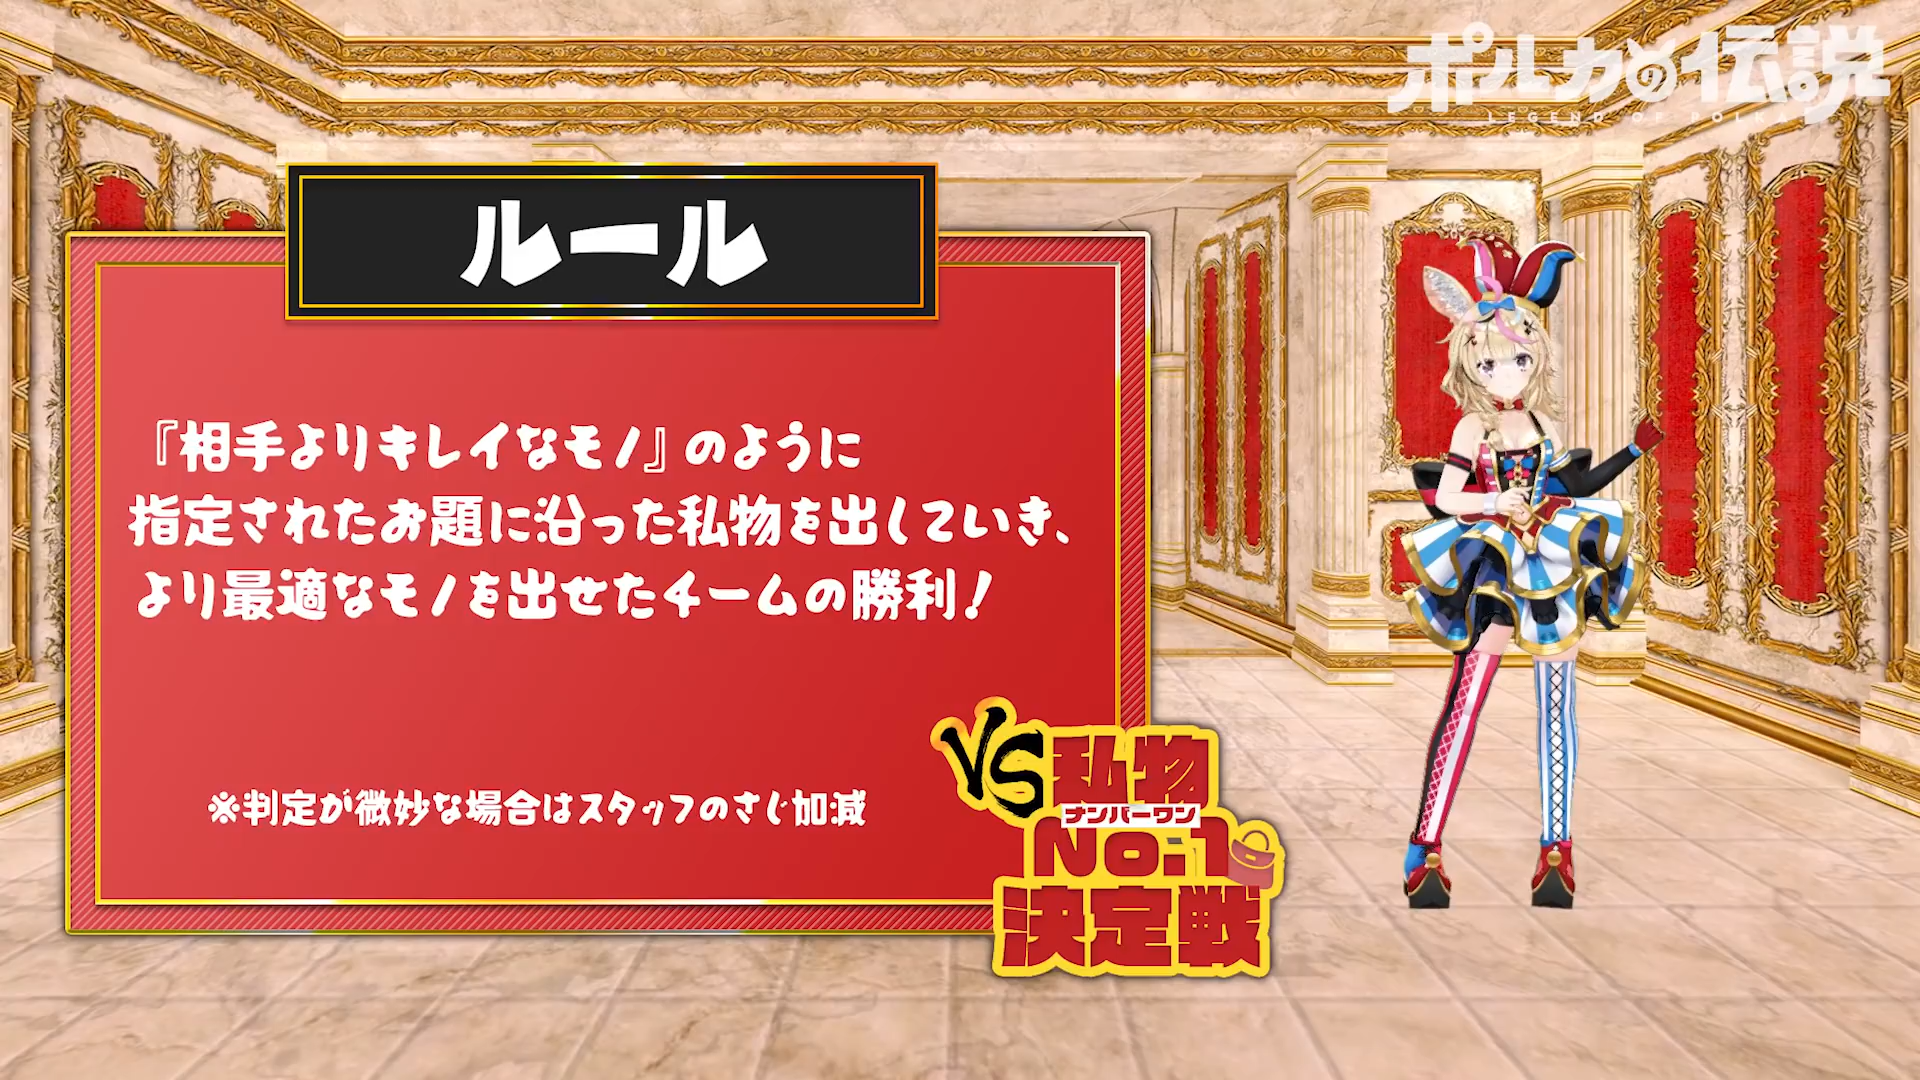 ポルカの伝説
LEGEND OF POLKA
ルール
『相手よりキレイなモノ』のように
指定されたお題に沿った私物を出していき、
より最適なモノを出せたチームの勝利！
※判定が微妙な場合はスタッフのさじ加減
VS私物
ナンバーワン
No.1
決定戦